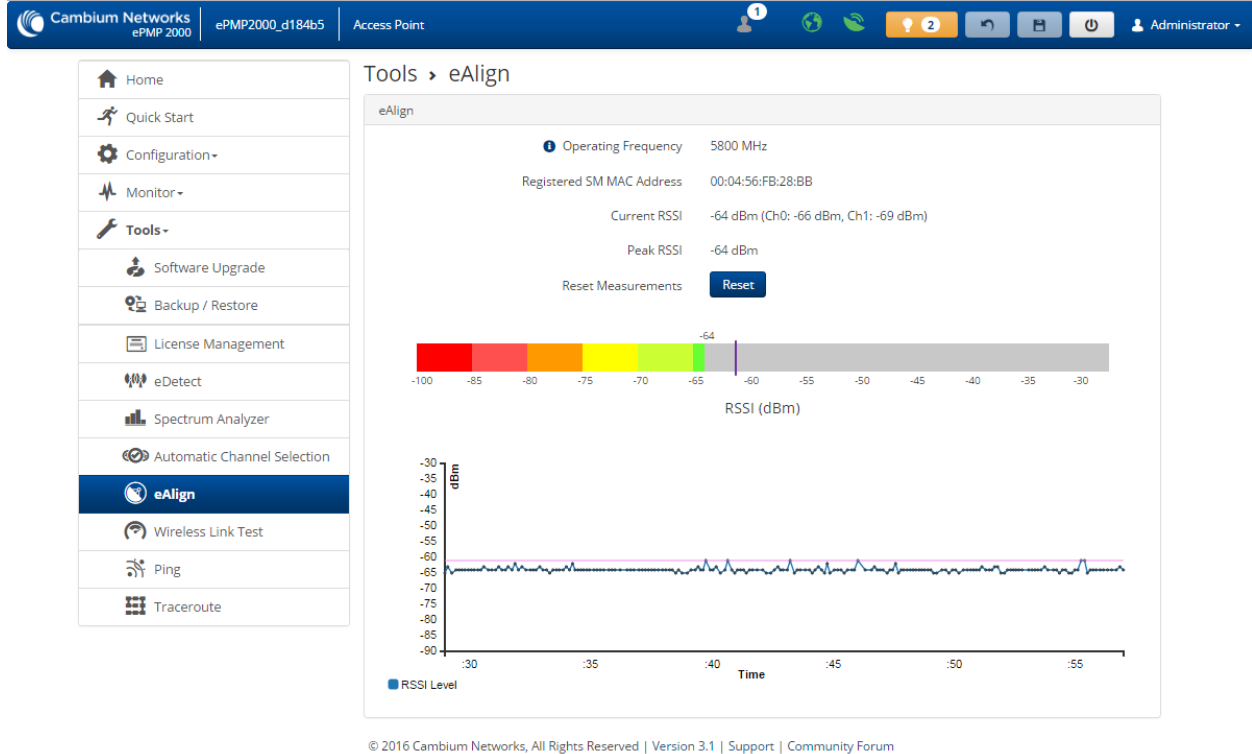 Cambium Networks
ePMP 2000
ePMP2000_d184b5
Access Point
1
2
Administrator
Home
Quick Start
Configuration
Monitor
Tools
Software Upgrade
Backup / Restore
License Management
eDetect
Spectrum Analyzer
Automatic Channel Selection
eAlign
Wireless Link Test
Ping
Traceroute
Tools › eAlign
eAlign
Operating Frequency 5800 MHz
Registered SM MAC Address 00:04:56:FB:28:BB
Current RSSI -64 dBm (Ch0: -66 dBm, Ch1: -69 dBm)
Peak RSSI -64 dBm
Reset Measurements Reset
-64
-100 -85 -80 -75 -70 -65 -60 -55 -50 -45 -40 -35 -30
RSSI (dBm)
dBm
-30
-35
-40
-45
-50
-55
-60
-65
-70
-75
-80
-85
-90
:30 :35 :40 :45 :50 :55
Time
RSSI Level
© 2016 Cambium Networks, All Rights Reserved | Version 3.1 | Support | Community Forum